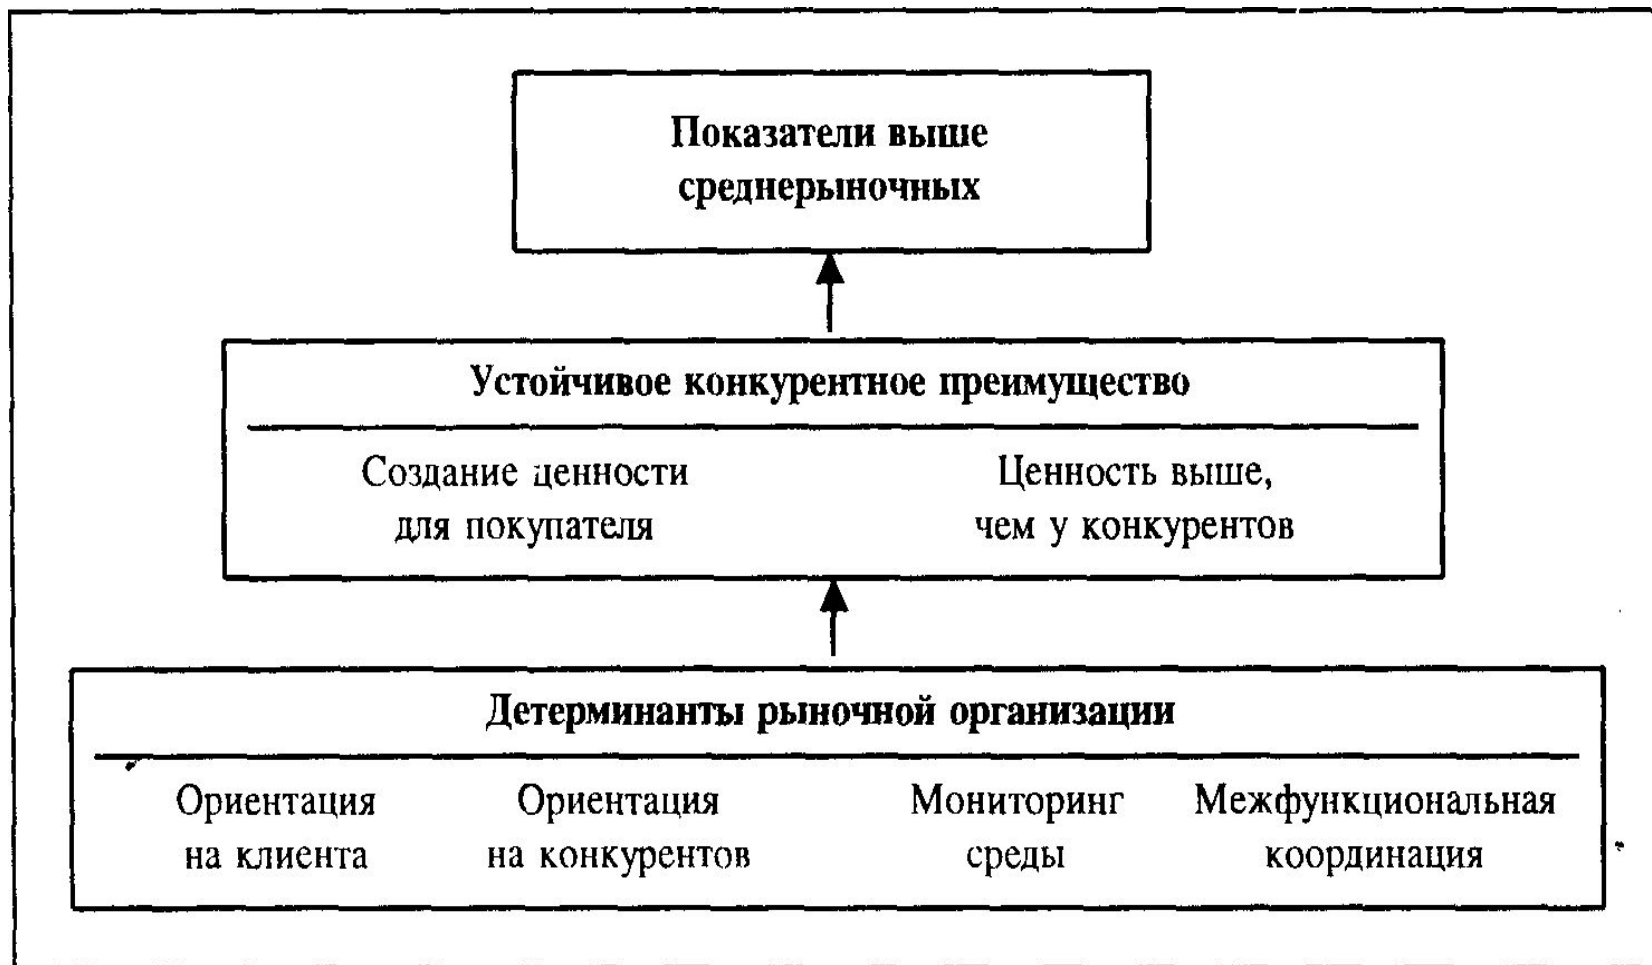 Показатели выше
среднерыночных
Устойчивое конкурентное преимущество
Создание ценности
для покупателя
Ценность выше,
чем у конкурентов
Детерминанты рыночной организации
Ориентация
на клиента
Ориентация
на конкурентов
Мониторинг
среды
Межфункциональная
координация